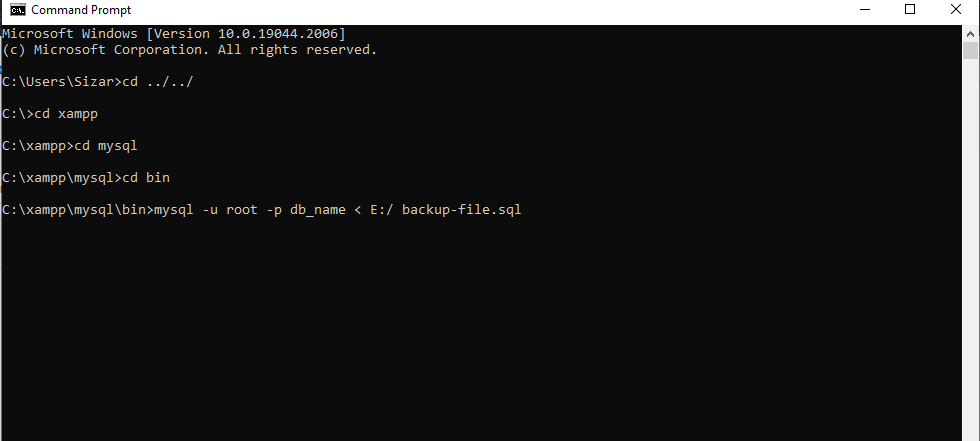 Command Prompt
Microsoft Windows [Version 10.0.19044.2006]
(c) Microsoft Corporation. All rights reserved.
C:\Users\Sizar>cd ../../
C:\>cd xampp
C:\xampp>cd mysql
C:\xampp\mysql>cd bin
C:\xampp\mysql\bin>mysql -u root -p db_name < E:/ backup-file.sql